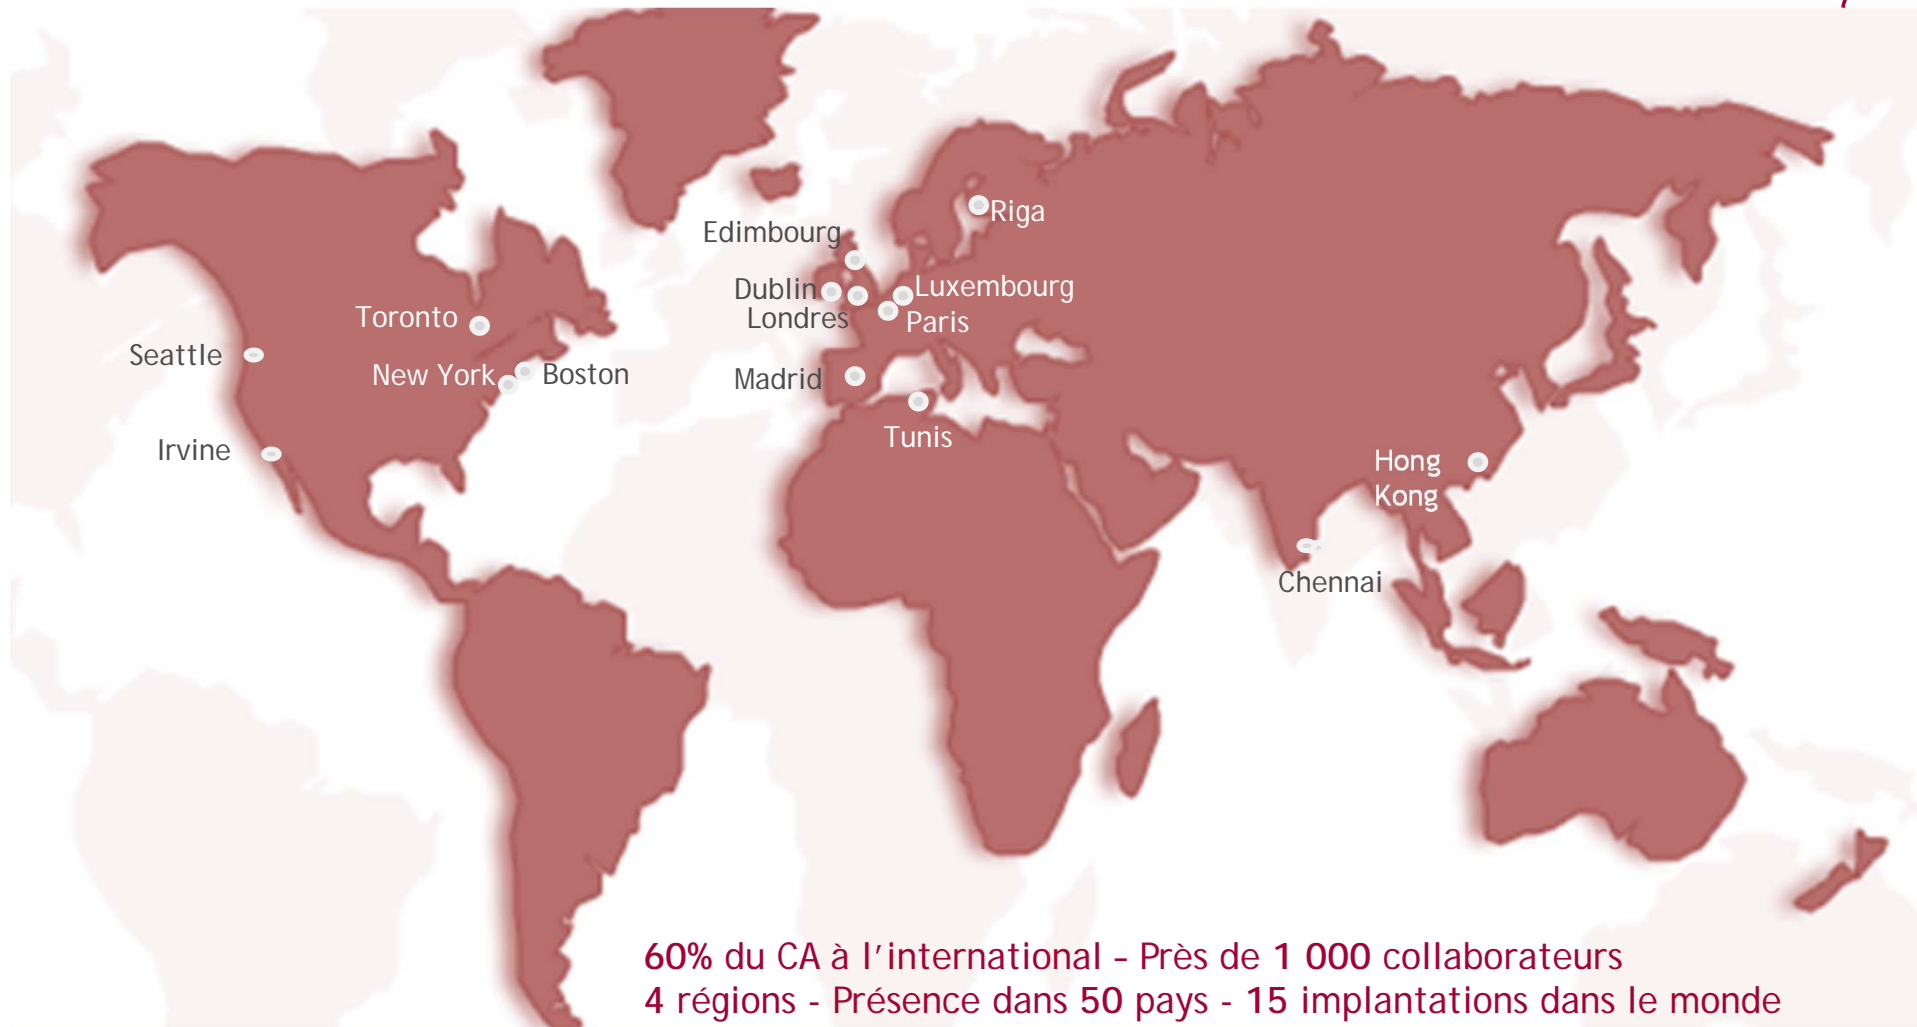 Riga
Edimbourg
Dublin
Luxembourg
Londres
Paris
Toronto
Seattle
New York
Boston
Madrid
Irvine
Tunis
Hong
Kong
Chennai
60% du CA à l'international – Près de 1 000 collaborateurs
4 régions - Présence dans 50 pays - 15 implantations dans le monde